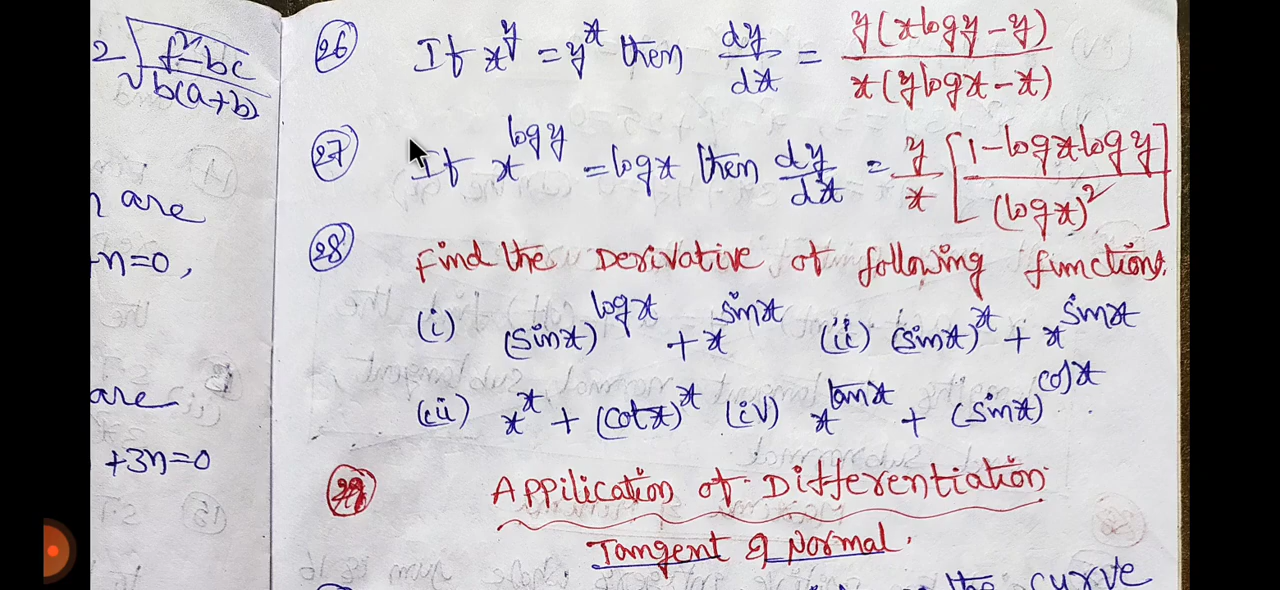 2√f²-bc
√b(a+b)
are
n=0,
are
+3n=0
26 If x^y = y^x then dy/dx = y(x log y - y) / x(y log x - x)
27 If x^log y = log x then dy/dx = y/x [1 - log x log y / (log x)²]
28 Find the Derivative of following functions.
(i) (sin x)^log x + x^sin x (ii) (sin x)^x + x^sin x
(iii) x^x + (cot x)^x (iv) x^tan x + (sin x)^cos x
Appilication of Differentiation
Tangent & Normal.
the curve